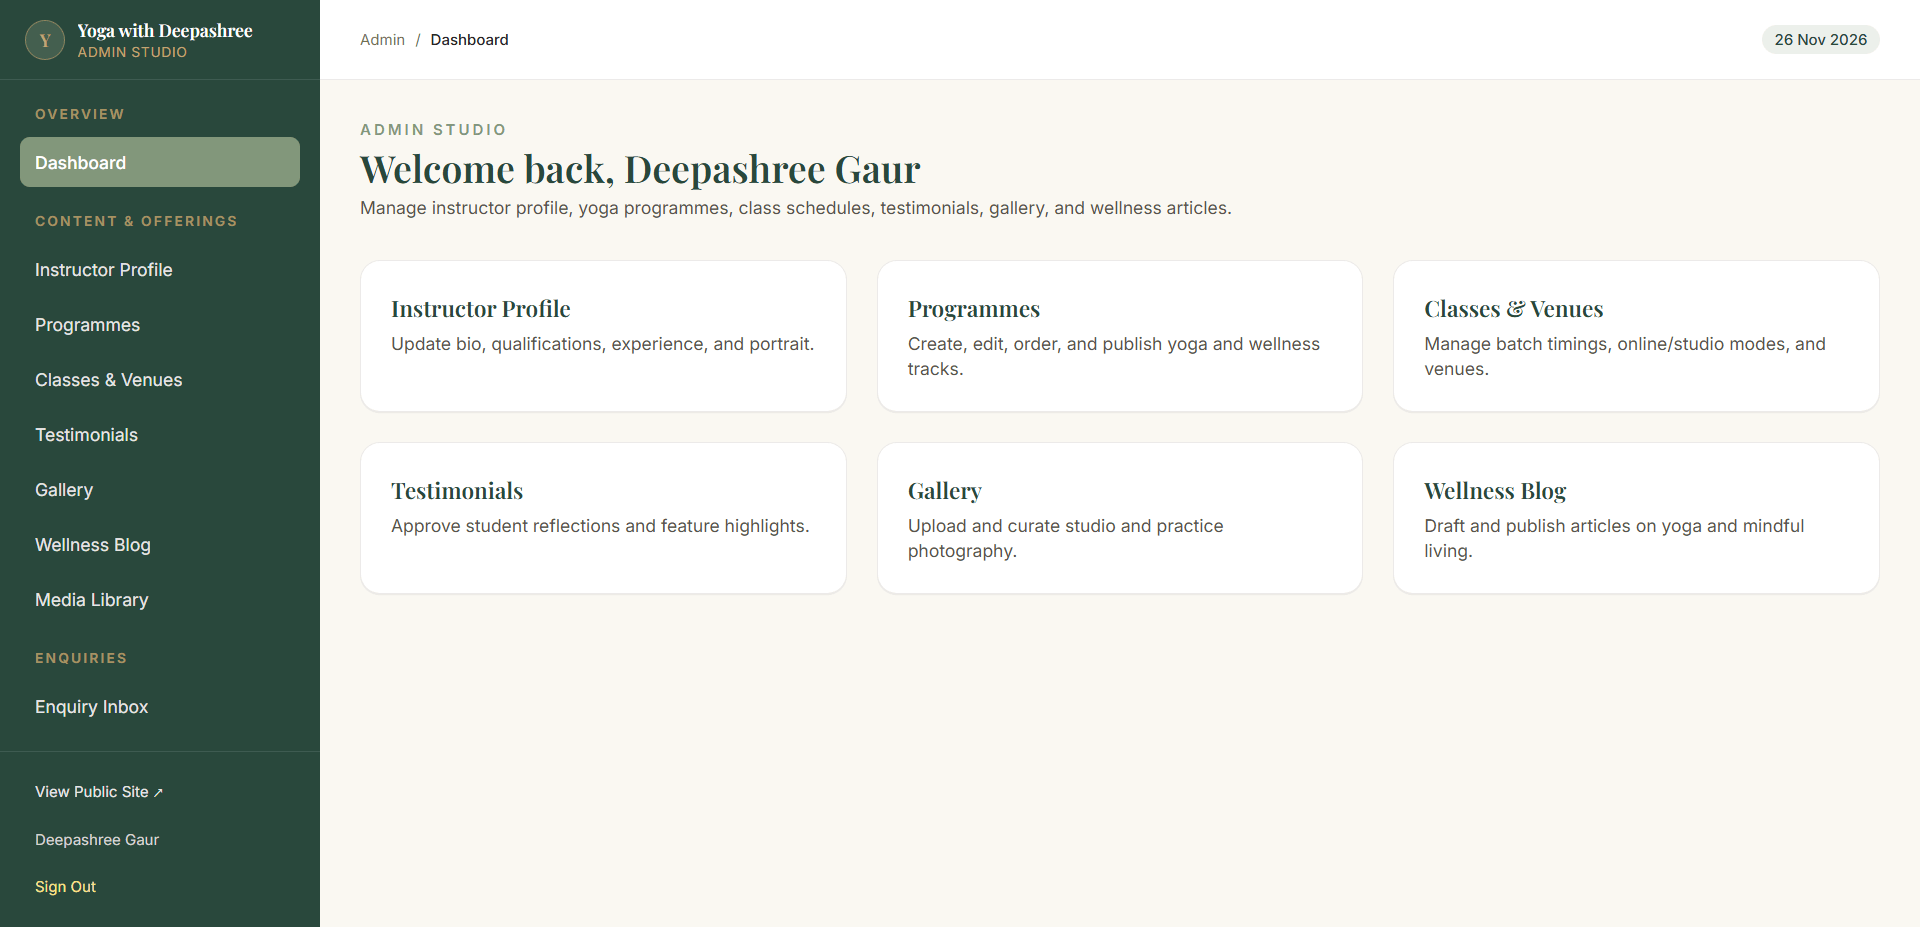 Y
Yoga with Deepashree
ADMIN STUDIO
OVERVIEW
Dashboard
CONTENT & OFFERINGS
Instructor Profile
Programmes
Classes & Venues
Testimonials
Gallery
Wellness Blog
Media Library
ENQUIRIES
Enquiry Inbox
View Public Site ↗
Deepashree Gaur
Sign Out
Admin / Dashboard
26 Nov 2026
ADMIN STUDIO
Welcome back, Deepashree Gaur
Manage instructor profile, yoga programmes, class schedules, testimonials, gallery, and wellness articles.
Instructor Profile
Update bio, qualifications, experience, and portrait.
Programmes
Create, edit, order, and publish yoga and wellness
tracks.
Classes & Venues
Manage batch timings, online/studio modes, and
venues.
Testimonials
Approve student reflections and feature highlights.
Gallery
Upload and curate studio and practice
photography.
Wellness Blog
Draft and publish articles on yoga and mindful
living.